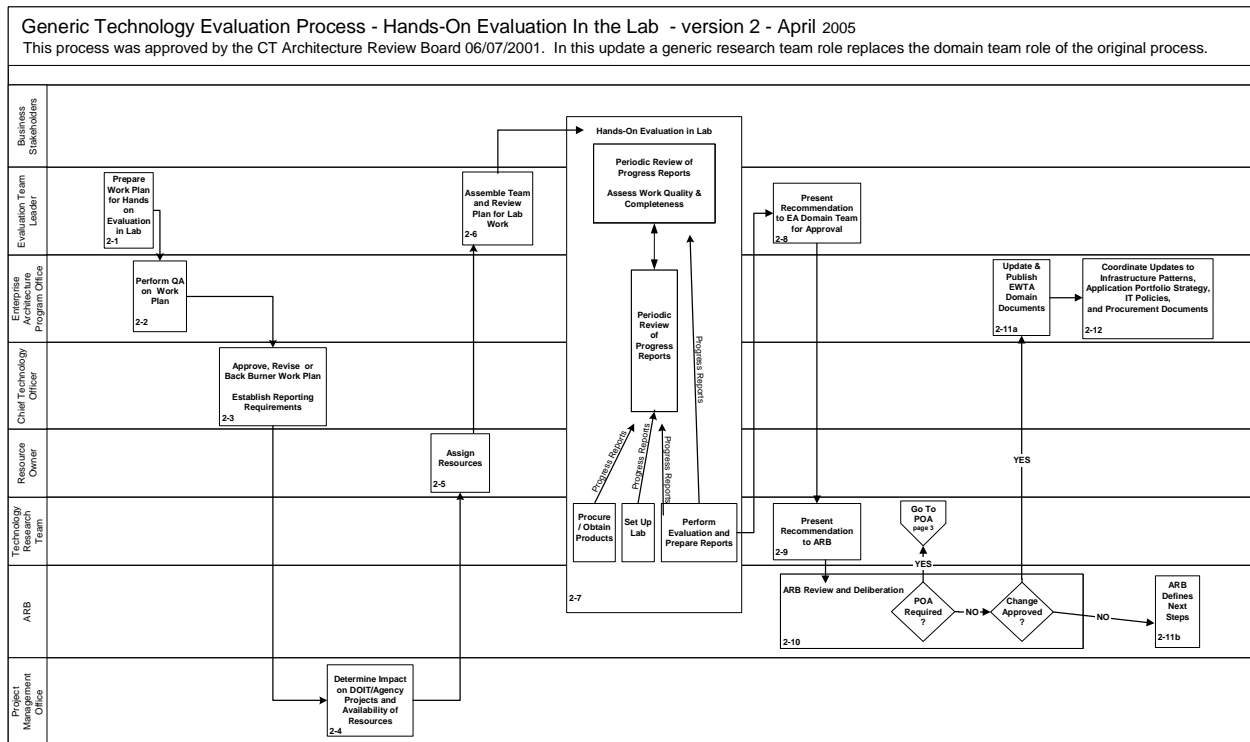 Generic Technology Evaluation Process - Hands-On Evaluation In the Lab - version 2 - April 2005
This process was approved by the CT Architecture Review Board 06/07/2001. In this update a generic research team role replaces the domain team role of the original process.
Business
Stakeholders
Hands-On Evaluation in Lab
Periodic Review of
Progress Reports
Assess Work Quality &
Completeness
Evaluation Team
Leader
Prepare
Work Plan
for Hands
on
Evaluation
in Lab
2-1
Assemble Team
and Review
Plan for Lab
Work
2-6
Present
Recommendation
to EA Domain Team
for Approval
2-8
Enterprise
Architecture
Program Office
Perform QA
on Work
Plan
2-2
Periodic
Review
of
Progress
Reports
Progress Reports
Update &
Publish
EWTA
Domain
Documents
2-11a
Coordinate Updates to
Infrastructure Patterns,
Application Portfolio Strategy,
IT Policies,
and Procurement Documents
2-12
Chief Technology
Officer
Approve, Revise or
Back Burner Work Plan
Establish Reporting
Requirements
2-3
Resource
Owner
Assign
Resources
2-5
Progress Reports
Progress Reports
Progress Reports
YES
Technology
Research
Team
Procure
/ Obtain
Products
Set Up
Lab
Perform
Evaluation and
Prepare Reports
Present
Recommendation
to ARB
2-9
Go To
POA
page 3
YES
ARB
2-7
ARB Review and Deliberation
2-10
POA
Required
?
NO
Change
Approved
?
NO
ARB
Defines
Next
Steps
2-11b
Project
Management
Office
Determine Impact
on DOIT/Agency
Projects and
Availability of
Resources
2-4